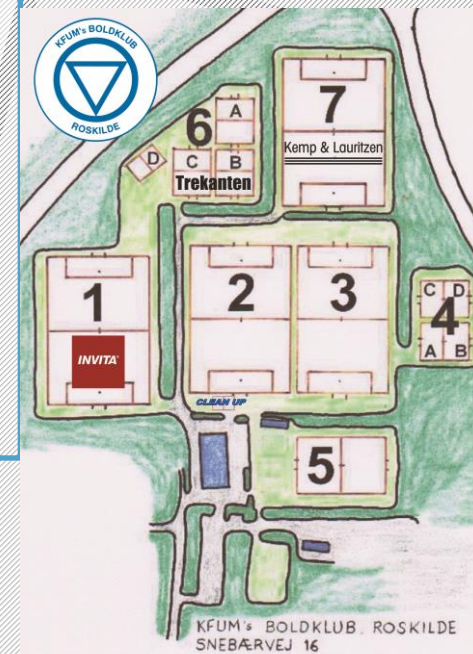 KFUM's BOLDKLUB
ROSKILDE
6
A
D
C
B
Trekanten
7
Kemp & Lauritzen
1
INVITA
2
3
C D
4
A B
CLEAN UP
5
KFUM's BOLDKLUB. ROSKILDE
SNEBÆRVEJ 16